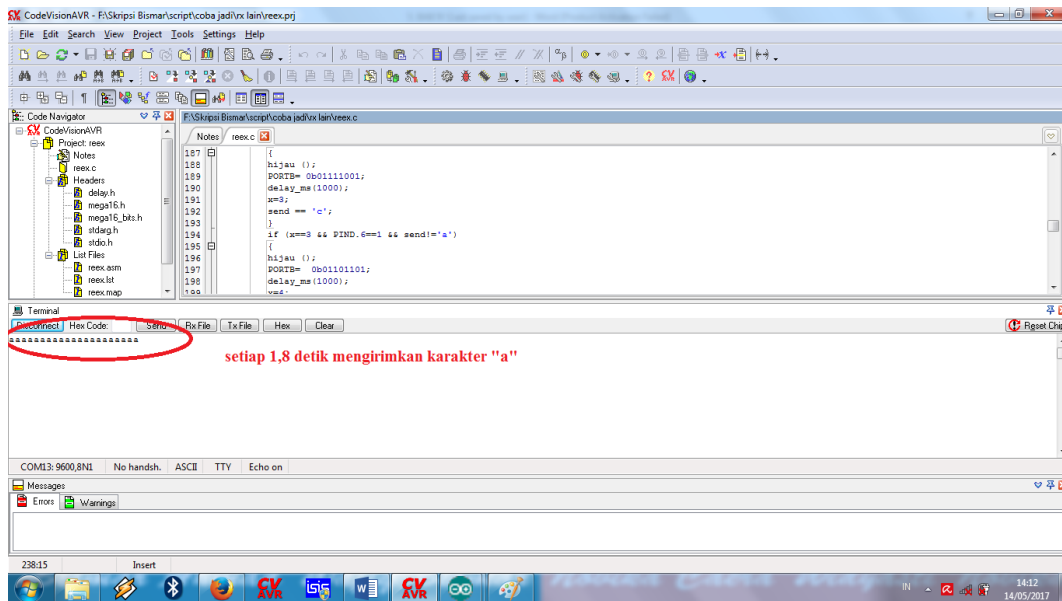 CodeVisionAVR - F:\Skripsi Bismar\script\coba jadi\rx lain\reex.prj
File Edit Search View Project Tools Settings Help
Code Navigator
F:\Skripsi Bismar\script\coba jadi\rx lain\reex.c
CodeVisionAVR
Project: reex
Notes
reex.c
Headers
delay.h
mega16.h
mega16_bits.h
stdarg.h
stdio.h
List Files
reex.asm
reex.lst
reex.map
Notes reex.c
187 {
188 hijau ();
189 PORTB= 0b01111001;
190 delay_ms(1000);
191 x=3;
192 send == 'c';
193 }
194 if (x==3 && PIND.6==1 && send!='a')
195 {
196 hijau ();
197 PORTB= 0b01101101;
198 delay_ms(1000);
199 x=4;
Terminal
Disconnect Hex Code: Send Rx File Tx File Hex Clear Reset Chip
a a a a a a a a a a a a a a a a a a a a a
setiap 1,8 detik mengirimkan karakter "a"
COM13: 9600,8N1 No handsh. ASCII TTY Echo on
Messages
Errors Warnings
238:15 Insert
IN
14:12
14/05/2017